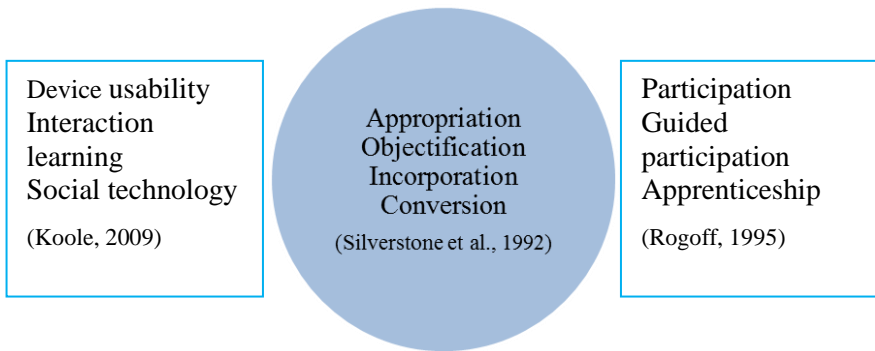 Device usability
Interaction
learning
Social technology
(Koole, 2009)
Appropriation
Objectification
Incorporation
Conversion
(Silverstone et al., 1992)
Participation
Guided
participation
Apprenticeship
(Rogoff, 1995)